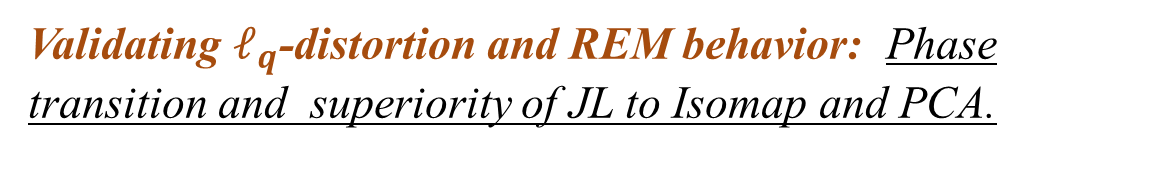 Validating ℓq-distortion and REM behavior: Phase
transition and superiority of JL to Isomap and PCA.